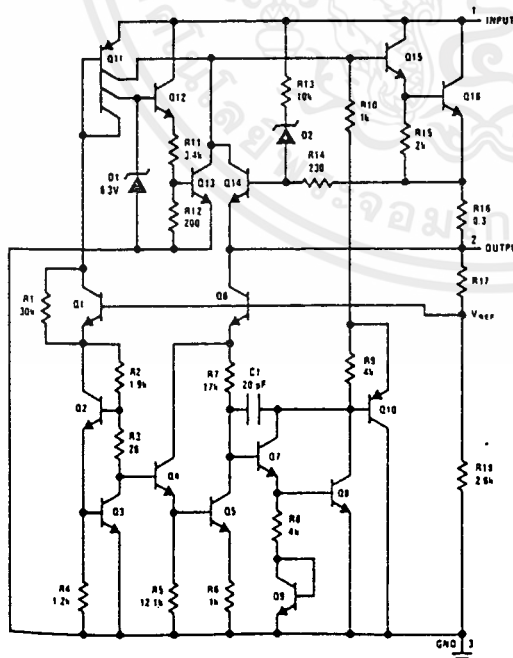 1 INPUT
Q11
Q15
Q12
Q16
R13
10k
R10
1k
D2
R15
2k
R11
3.4k
R14
230
D1
6.3V
Q13
Q14
R12
200
R16
0.3
2 OUTPUT
R17
R1
30k
Q1
Q6
VREF
R2
1.9k
R7
17k
C1
20 pF
R9
4k
Q10
Q2
R3
26
Q7
Q4
Q8
R18
2.6k
Q3
Q5
R8
4k
R4
1.2k
R5
12.1k
R6
1k
Q9
GND 3